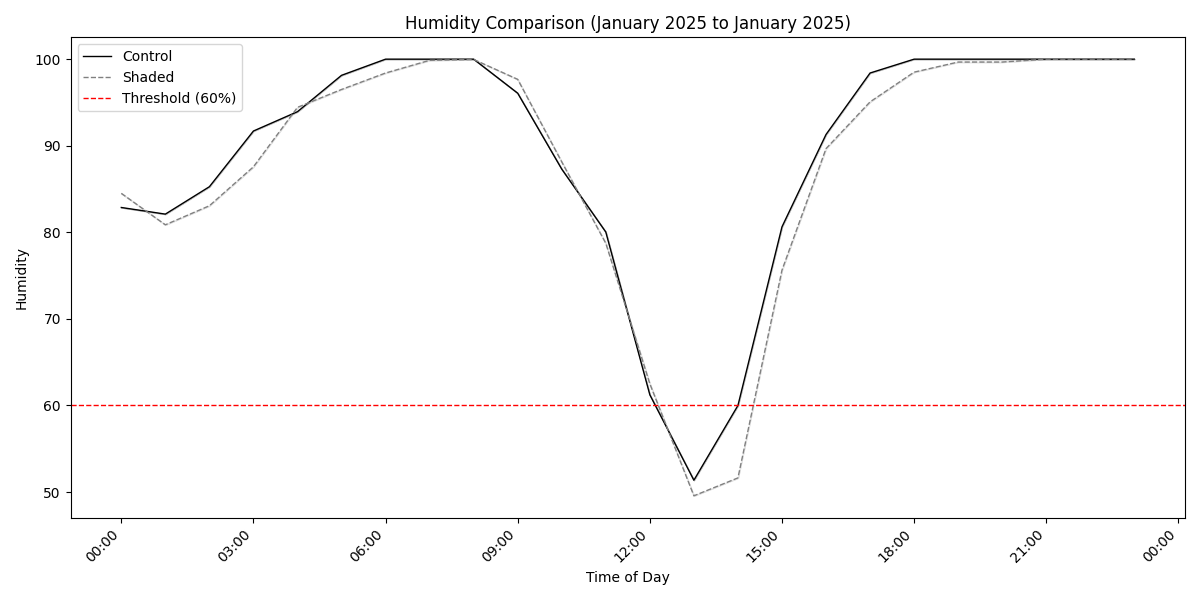 Humidity Comparison (January 2025 to January 2025)
Control
Shaded
Threshold (60%)
100
90
80
70
60
50
Humidity
00:00
03:00
06:00
09:00
12:00
15:00
18:00
21:00
00:00
Time of Day